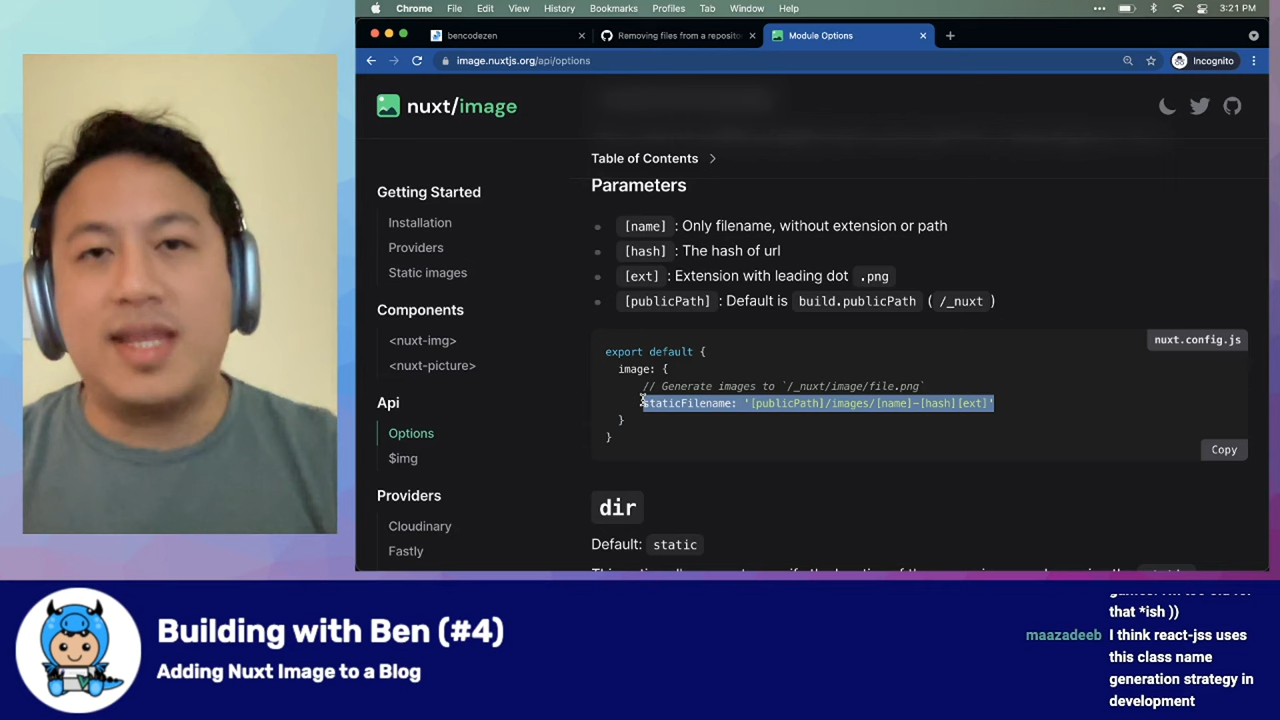 Chrome File Edit View History Bookmarks Profiles Tab Window Help ••• 3:21 PM
bencodezen
Removing files from a reposito
Module Options
image.nuxtjs.org/api/options
Incognito
nuxt/image
Table of Contents
Getting Started
Installation
Providers
Static images
Components
<nuxt-img>
<nuxt-picture>
Api
Options
$img
Providers
Cloudinary
Fastly
Parameters
[name] : Only filename, without extension or path
[hash] : The hash of url
[ext] : Extension with leading dot .png
[publicPath] : Default is build.publicPath ( /_nuxt )
nuxt.config.js
export default {
image: {
// Generate images to `/_nuxt/image/file.png`
staticFilename: '[publicPath]/images/[name]-[hash][ext]'
}
}
Copy
dir
Default: static
Building with Ben (#4)
Adding Nuxt Image to a Blog
that *ish ))
maazadeeb I think react-jss uses
this class name
generation strategy in
development